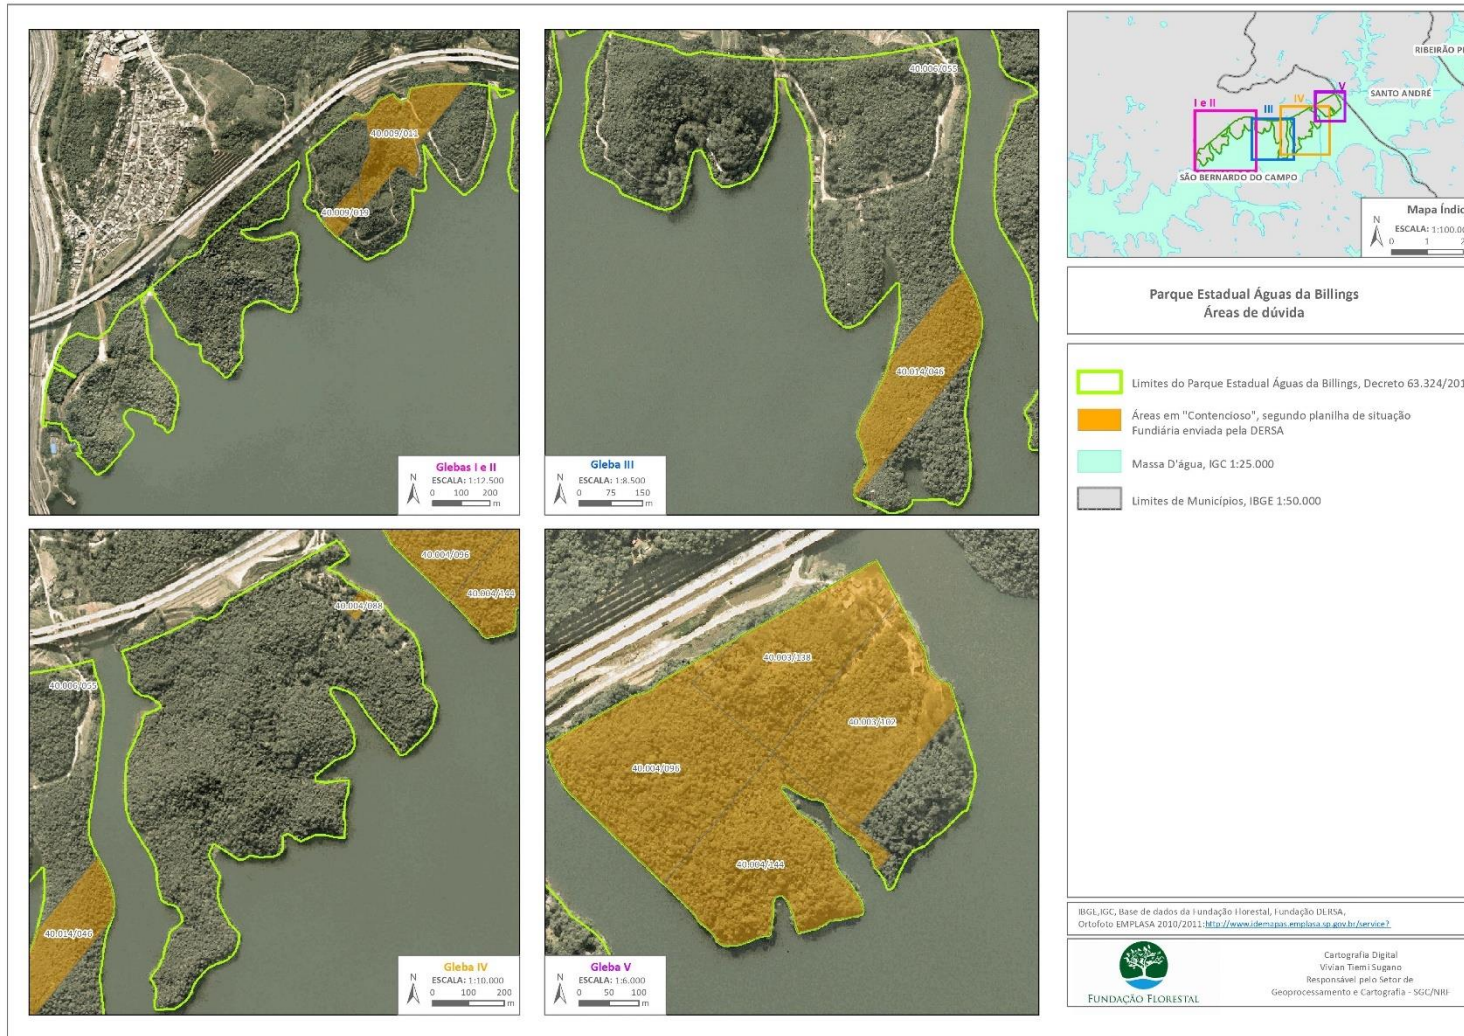 40.009/011
40.009/019
Glebas I e II
N
ESCALA: 1:12.500
0 100 200
m
40.006/055
40.014/046
Gleba III
N
ESCALA: 1:8.500
0 75 150
m
40.004/096
40.004/144
40.004/088
40.006/055
40.014/046
Gleba IV
N
ESCALA: 1:10.000
0 100 200
m
40.003/138
40.003/102
40.004/096
40.004/144
Gleba V
N
ESCALA: 1:6.000
0 50 100
m
RIBEIRÃO P
SANTO ANDRÉ
I e II
III
IV
V
SÃO BERNARDO DO CAMPO
Mapa Índic
N
ESCALA: 1:100.00
0 1 2
Parque Estadual Águas da Billings
Áreas de dúvida
Limites do Parque Estadual Águas da Billings, Decreto 63.324/201
Áreas em "Contencioso", segundo planilha de situação
Fundiária enviada pela DERSA
Massa D'água, IGC 1:25.000
Limites de Municípios, IBGE 1:50.000
IBGE,IGC, Base de dados da Fundação Florestal, Fundação DERSA,
Ortofoto EMPLASA 2010/2011:http://www.idemapas.emplasa.sp.gov.br/service?
FUNDAÇÃO FLORESTAL
Cartografia Digital
Vivian Tiemi Sugano
Responsável pelo Setor de
Geoprocessamento e Cartografia - SGC/NRF